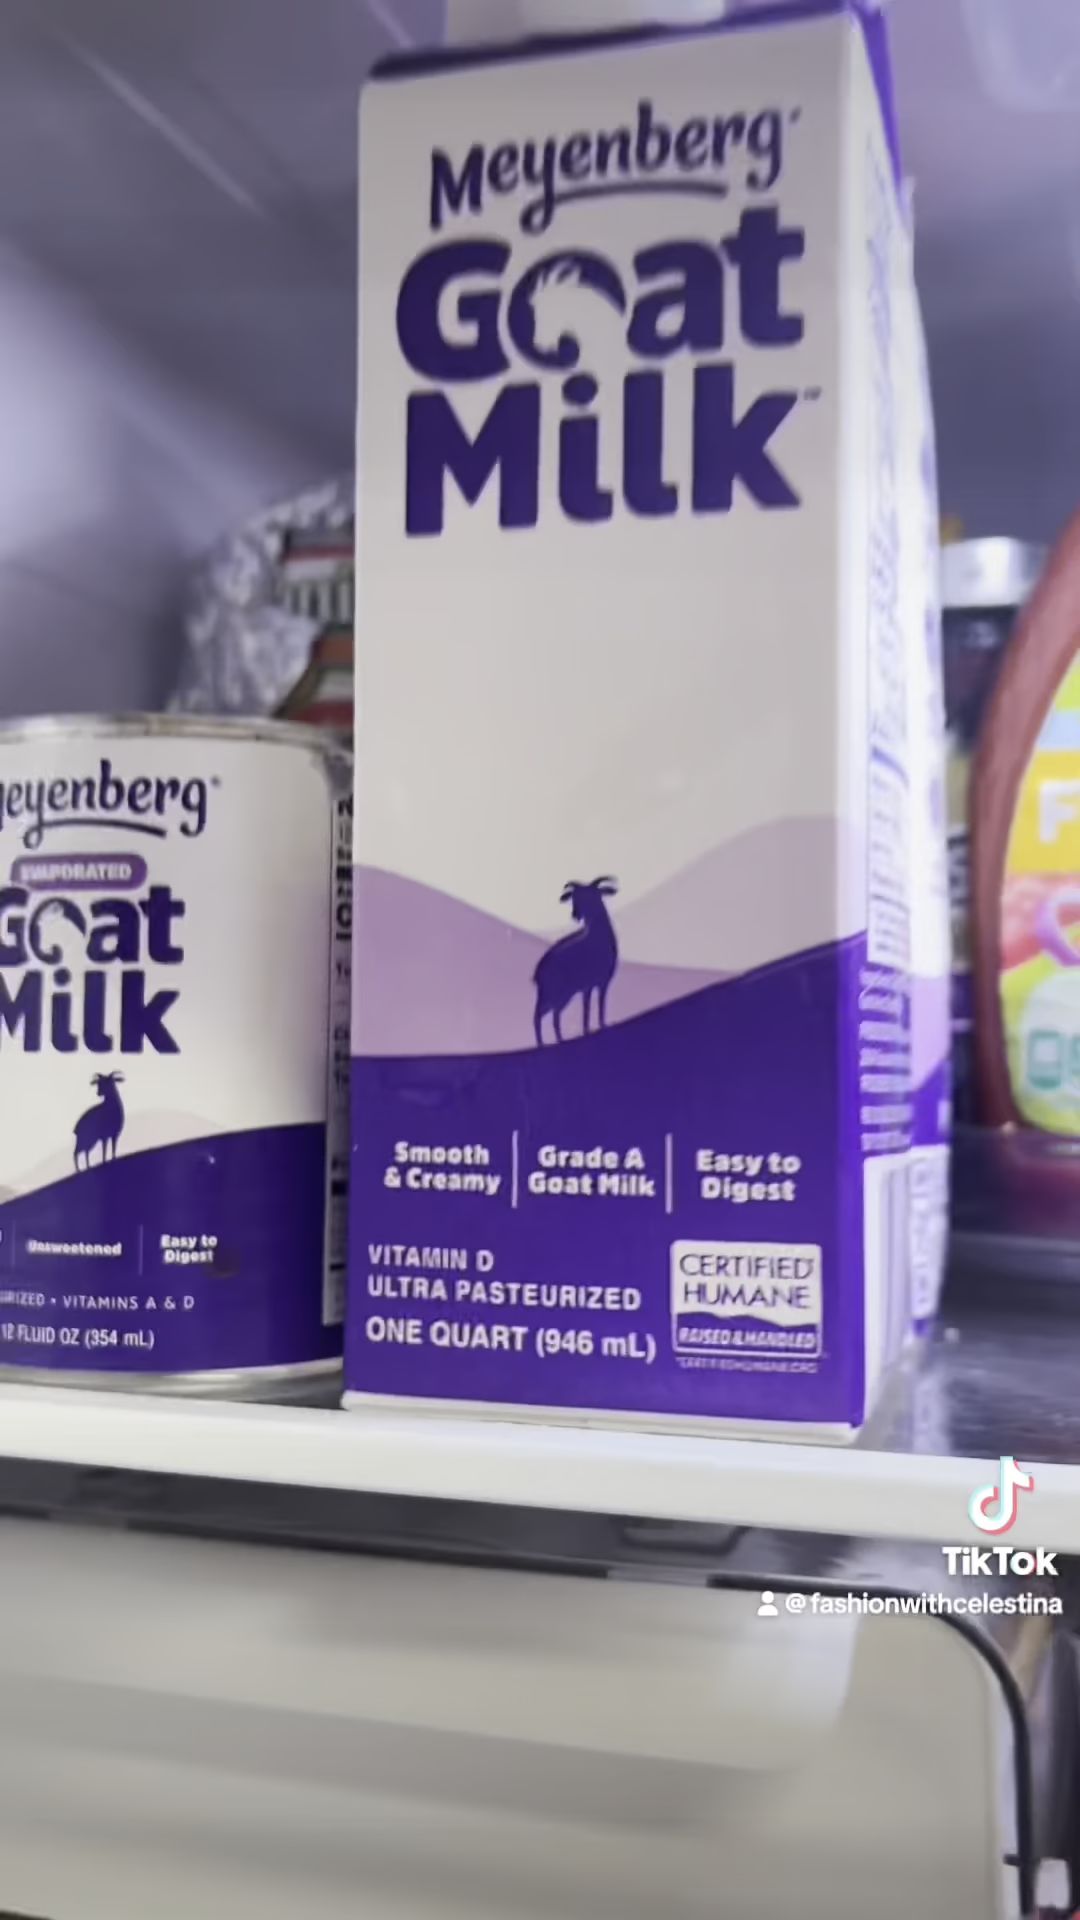 Meyenberg
Goat
Milk™
Smooth
& Creamy
Grade A
Goat Milk
Easy to
Digest
VITAMIN D
ULTRA PASTEURIZED
ONE QUART (946 mL)
CERTIFIED
HUMANE
RAISED & HANDLED
eyenberg
EVAPORATED
Goat
Milk
Unsweetened
Easy to
Digest
• VITAMINS A & D
12 FLUID OZ (354 mL)
TikTok
@fashionwithcelestina